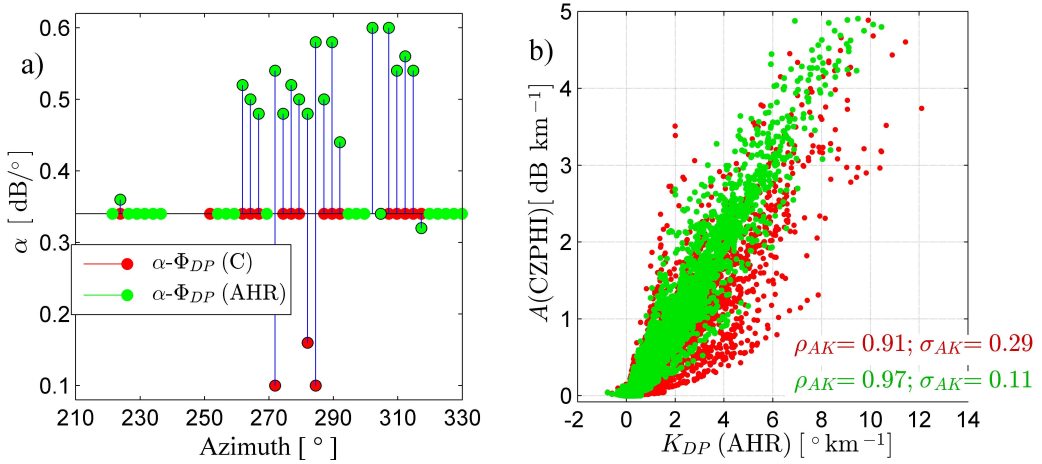 a)
0.6
0.5
0.4
0.3
0.2
0.1
α [ dB/° ]
α-Φ_DP (C)
α-Φ_DP (AHR)
210 230 250 270 290 310 330
Azimuth [ ° ]
b)
5
4
3
2
1
0
A(CZPHI)[ dB km⁻¹]
ρ_AK= 0.91; σ_AK= 0.29
ρ_AK= 0.97; σ_AK= 0.11
-2 0 2 4 6 8 10 12 14
K_DP (AHR) [ ° km⁻¹]